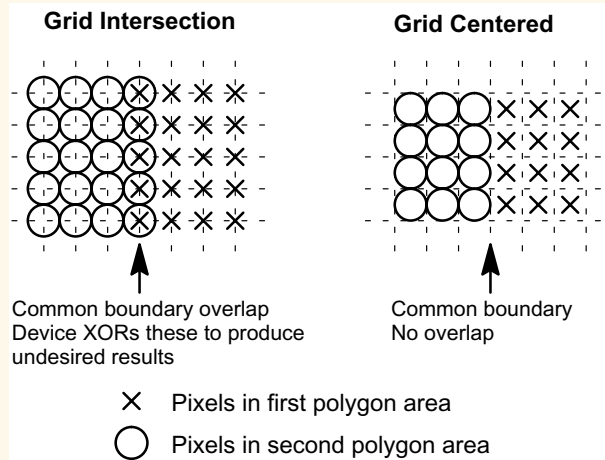 Grid Intersection
Grid Centered
Common boundary overlap
Device XORs these to produce
undesired results
Common boundary
No overlap
Pixels in first polygon area
Pixels in second polygon area